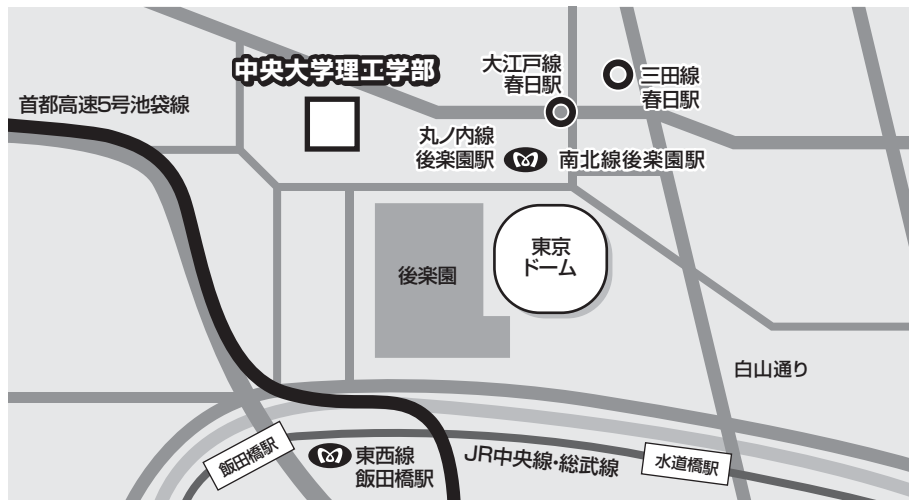 中央大学理工学部
大江戸線
春日駅
三田線
春日駅
首都高速5号池袋線
丸ノ内線
後楽園駅
南北線後楽園駅
東京
ドーム
後楽園
白山通り
飯田橋駅
東西線
飯田橋駅
JR中央線・総武線
水道橋駅